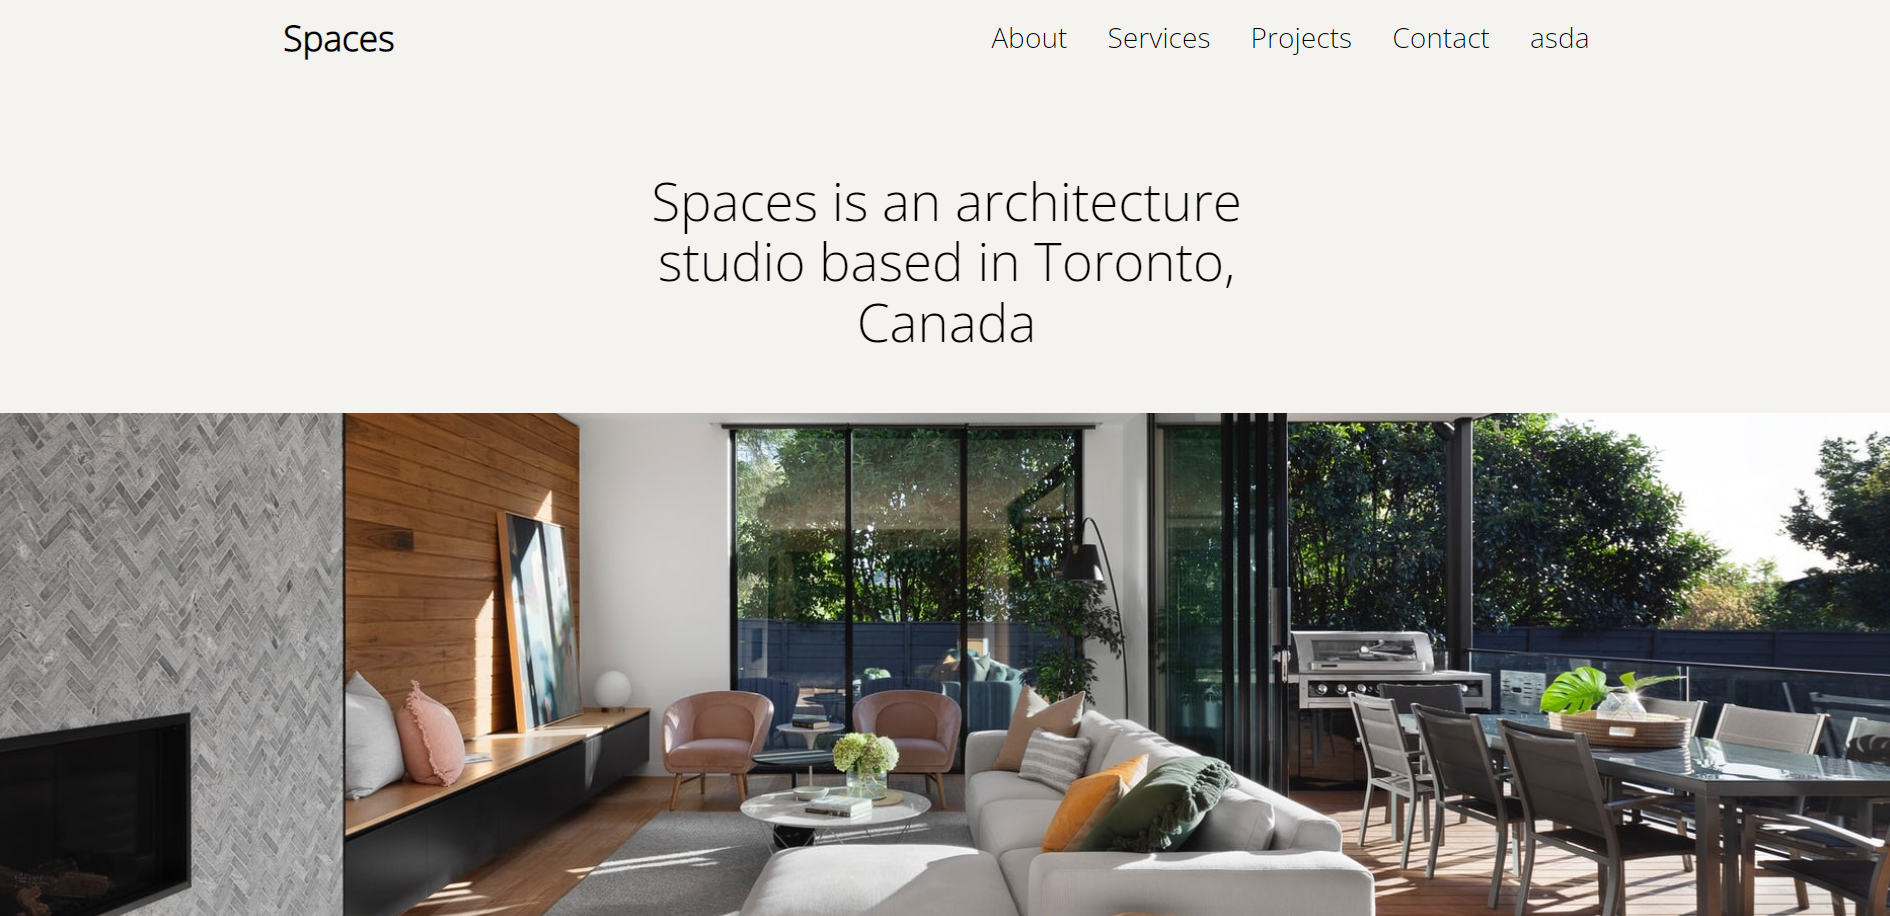 Spaces
About Services Projects Contact asda
Spaces is an architecture
studio based in Toronto,
Canada